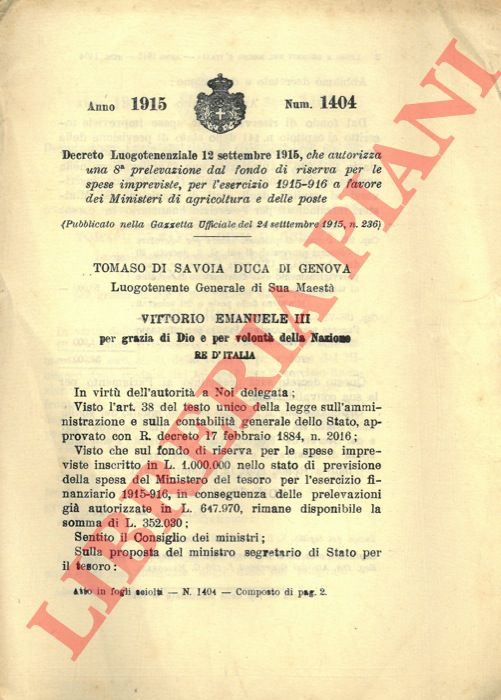 Anno 1915
Num. 1404
Decreto Luogotenenziale 12 settembre 1915, che autorizza
una 8ª prelevazione dal fondo di riserva per le
spese impreviste, per l'esercizio 1915-916 a favore
dei Ministeri di agricoltura e delle poste
(Pubblicato nella Gazzetta Ufficiale del 24 settembre 1915, n. 236)
TOMASO DI SAVOIA DUCA DI GENOVA
Luogotenente Generale di Sua Maestà
VITTORIO EMANUELE III
per grazia di Dio e per volontà della Nazione
RE D'ITALIA
In virtù dell'autorità a Noi delegata;
Visto l'art. 38 del testo unico della legge sull'ammi-
nistrazione e sulla contabilità generale dello Stato, ap-
provato con R. decreto 17 febbraio 1884, n. 2016;
Visto che sul fondo di riserva per le spese impre-
viste inscritto in L. 1.000.000 nello stato di previsione
della spesa del Ministero del tesoro per l'esercizio fi-
nanziario 1915-916, in conseguenza delle prelevazioni
già autorizzate in L. 647.970, rimane disponibile la
somma di L. 352.030;
Sentito il Consiglio dei ministri;
Sulla proposta del ministro segretario di Stato per
il tesoro:
Atto in fogli sciolti — N. 1404 — Composto di pag. 2.
LIBRERIA PIANI